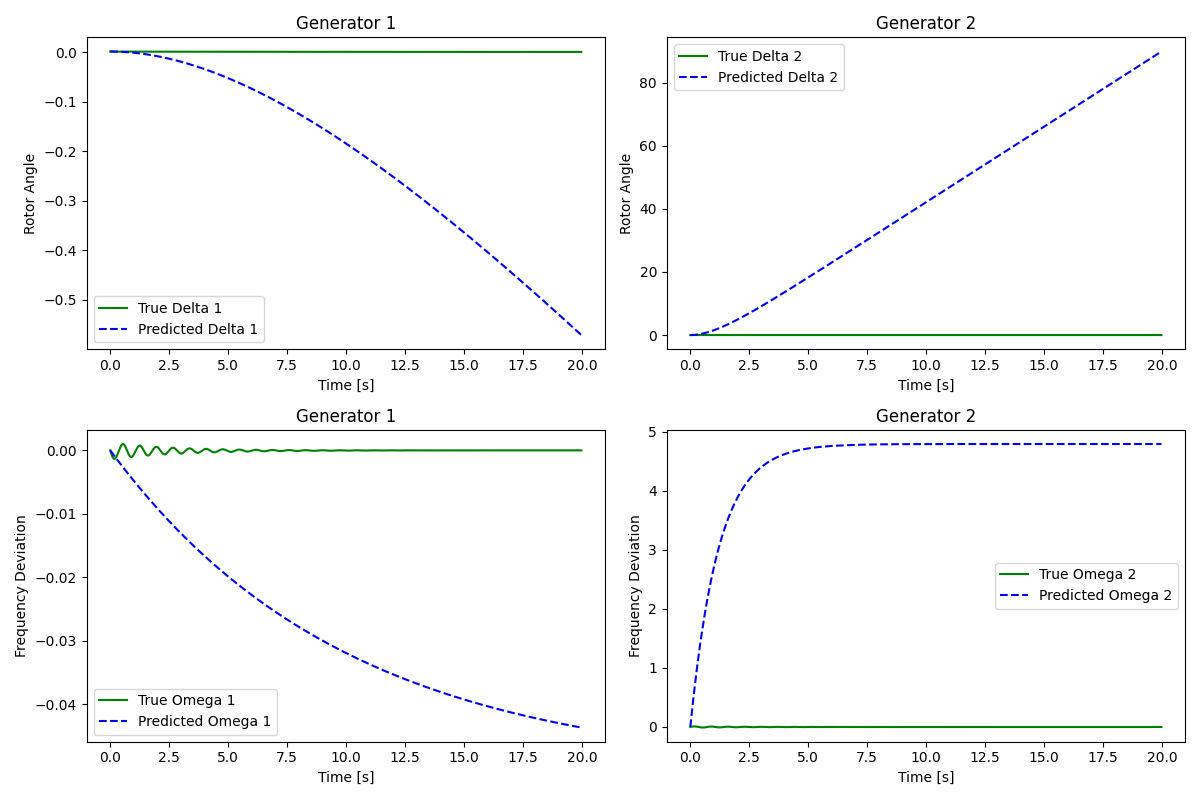 Generator 1
Rotor Angle
0.0
−0.1
−0.2
−0.3
−0.4
−0.5
True Delta 1
Predicted Delta 1
0.0 2.5 5.0 7.5 10.0 12.5 15.0 17.5 20.0
Time [s]
Generator 2
Rotor Angle
80
60
40
20
0
True Delta 2
Predicted Delta 2
0.0 2.5 5.0 7.5 10.0 12.5 15.0 17.5 20.0
Time [s]
Generator 1
Frequency Deviation
0.00
−0.01
−0.02
−0.03
−0.04
True Omega 1
Predicted Omega 1
0.0 2.5 5.0 7.5 10.0 12.5 15.0 17.5 20.0
Time [s]
Generator 2
Frequency Deviation
5
4
3
2
1
0
True Omega 2
Predicted Omega 2
0.0 2.5 5.0 7.5 10.0 12.5 15.0 17.5 20.0
Time [s]